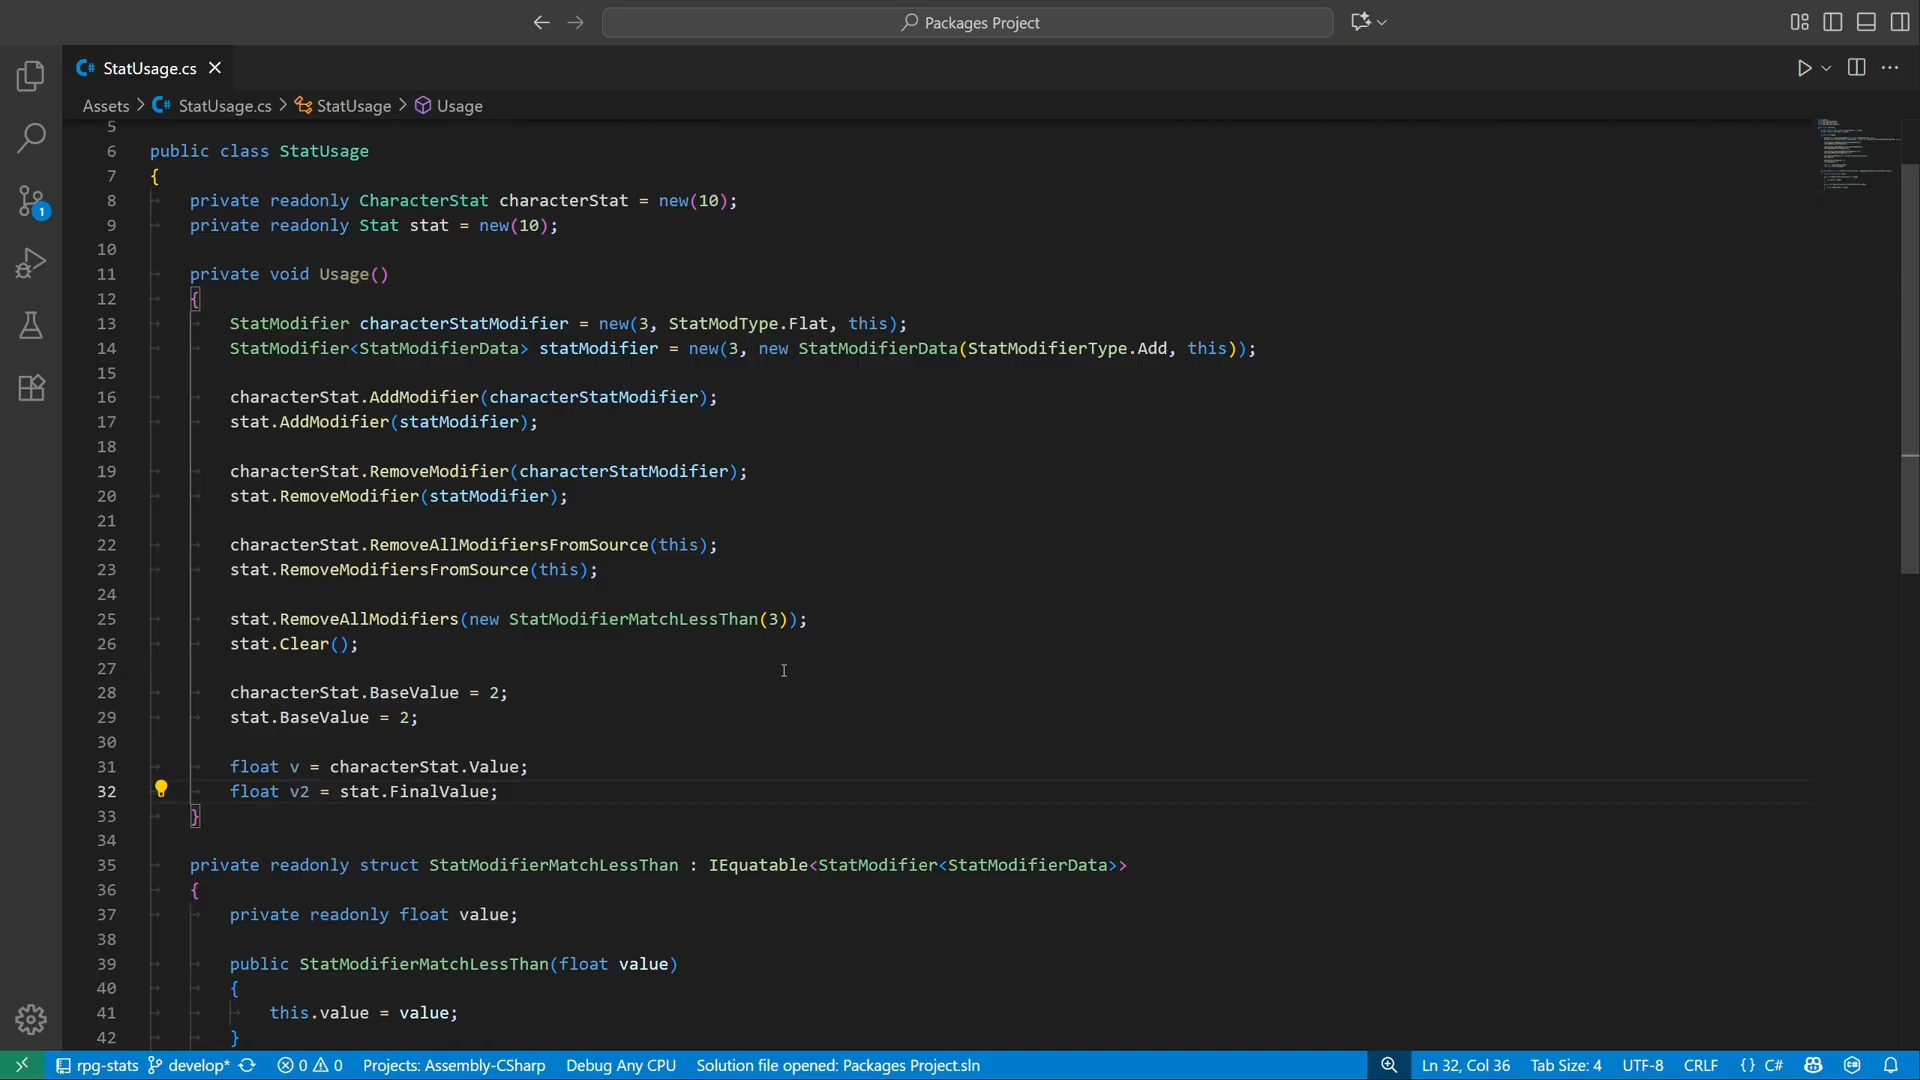 Packages Project
StatUsage.cs
Assets > StatUsage.cs > StatUsage > Usage
5
6 public class StatUsage
7 {
8 private readonly CharacterStat characterStat = new(10);
9 private readonly Stat stat = new(10);
10
11 private void Usage()
12 {
13 StatModifier characterStatModifier = new(3, StatModType.Flat, this);
14 StatModifier<StatModifierData> statModifier = new(3, new StatModifierData(StatModifierType.Add, this));
15
16 characterStat.AddModifier(characterStatModifier);
17 stat.AddModifier(statModifier);
18
19 characterStat.RemoveModifier(characterStatModifier);
20 stat.RemoveModifier(statModifier);
21
22 characterStat.RemoveAllModifiersFromSource(this);
23 stat.RemoveModifiersFromSource(this);
24
25 stat.RemoveAllModifiers(new StatModifierMatchLessThan(3));
26 stat.Clear();
27
28 characterStat.BaseValue = 2;
29 stat.BaseValue = 2;
30
31 float v = characterStat.Value;
32 float v2 = stat.FinalValue;
33 }
34
35 private readonly struct StatModifierMatchLessThan : IEquatable<StatModifier<StatModifierData>>
36 {
37 private readonly float value;
38
39 public StatModifierMatchLessThan(float value)
40 {
41 this.value = value;
42 }
1
rpg-stats develop* 0 0 Projects: Assembly-CSharp Debug Any CPU Solution file opened: Packages Project.sln Ln 32, Col 36 Tab Size: 4 UTF-8 CRLF {} C#